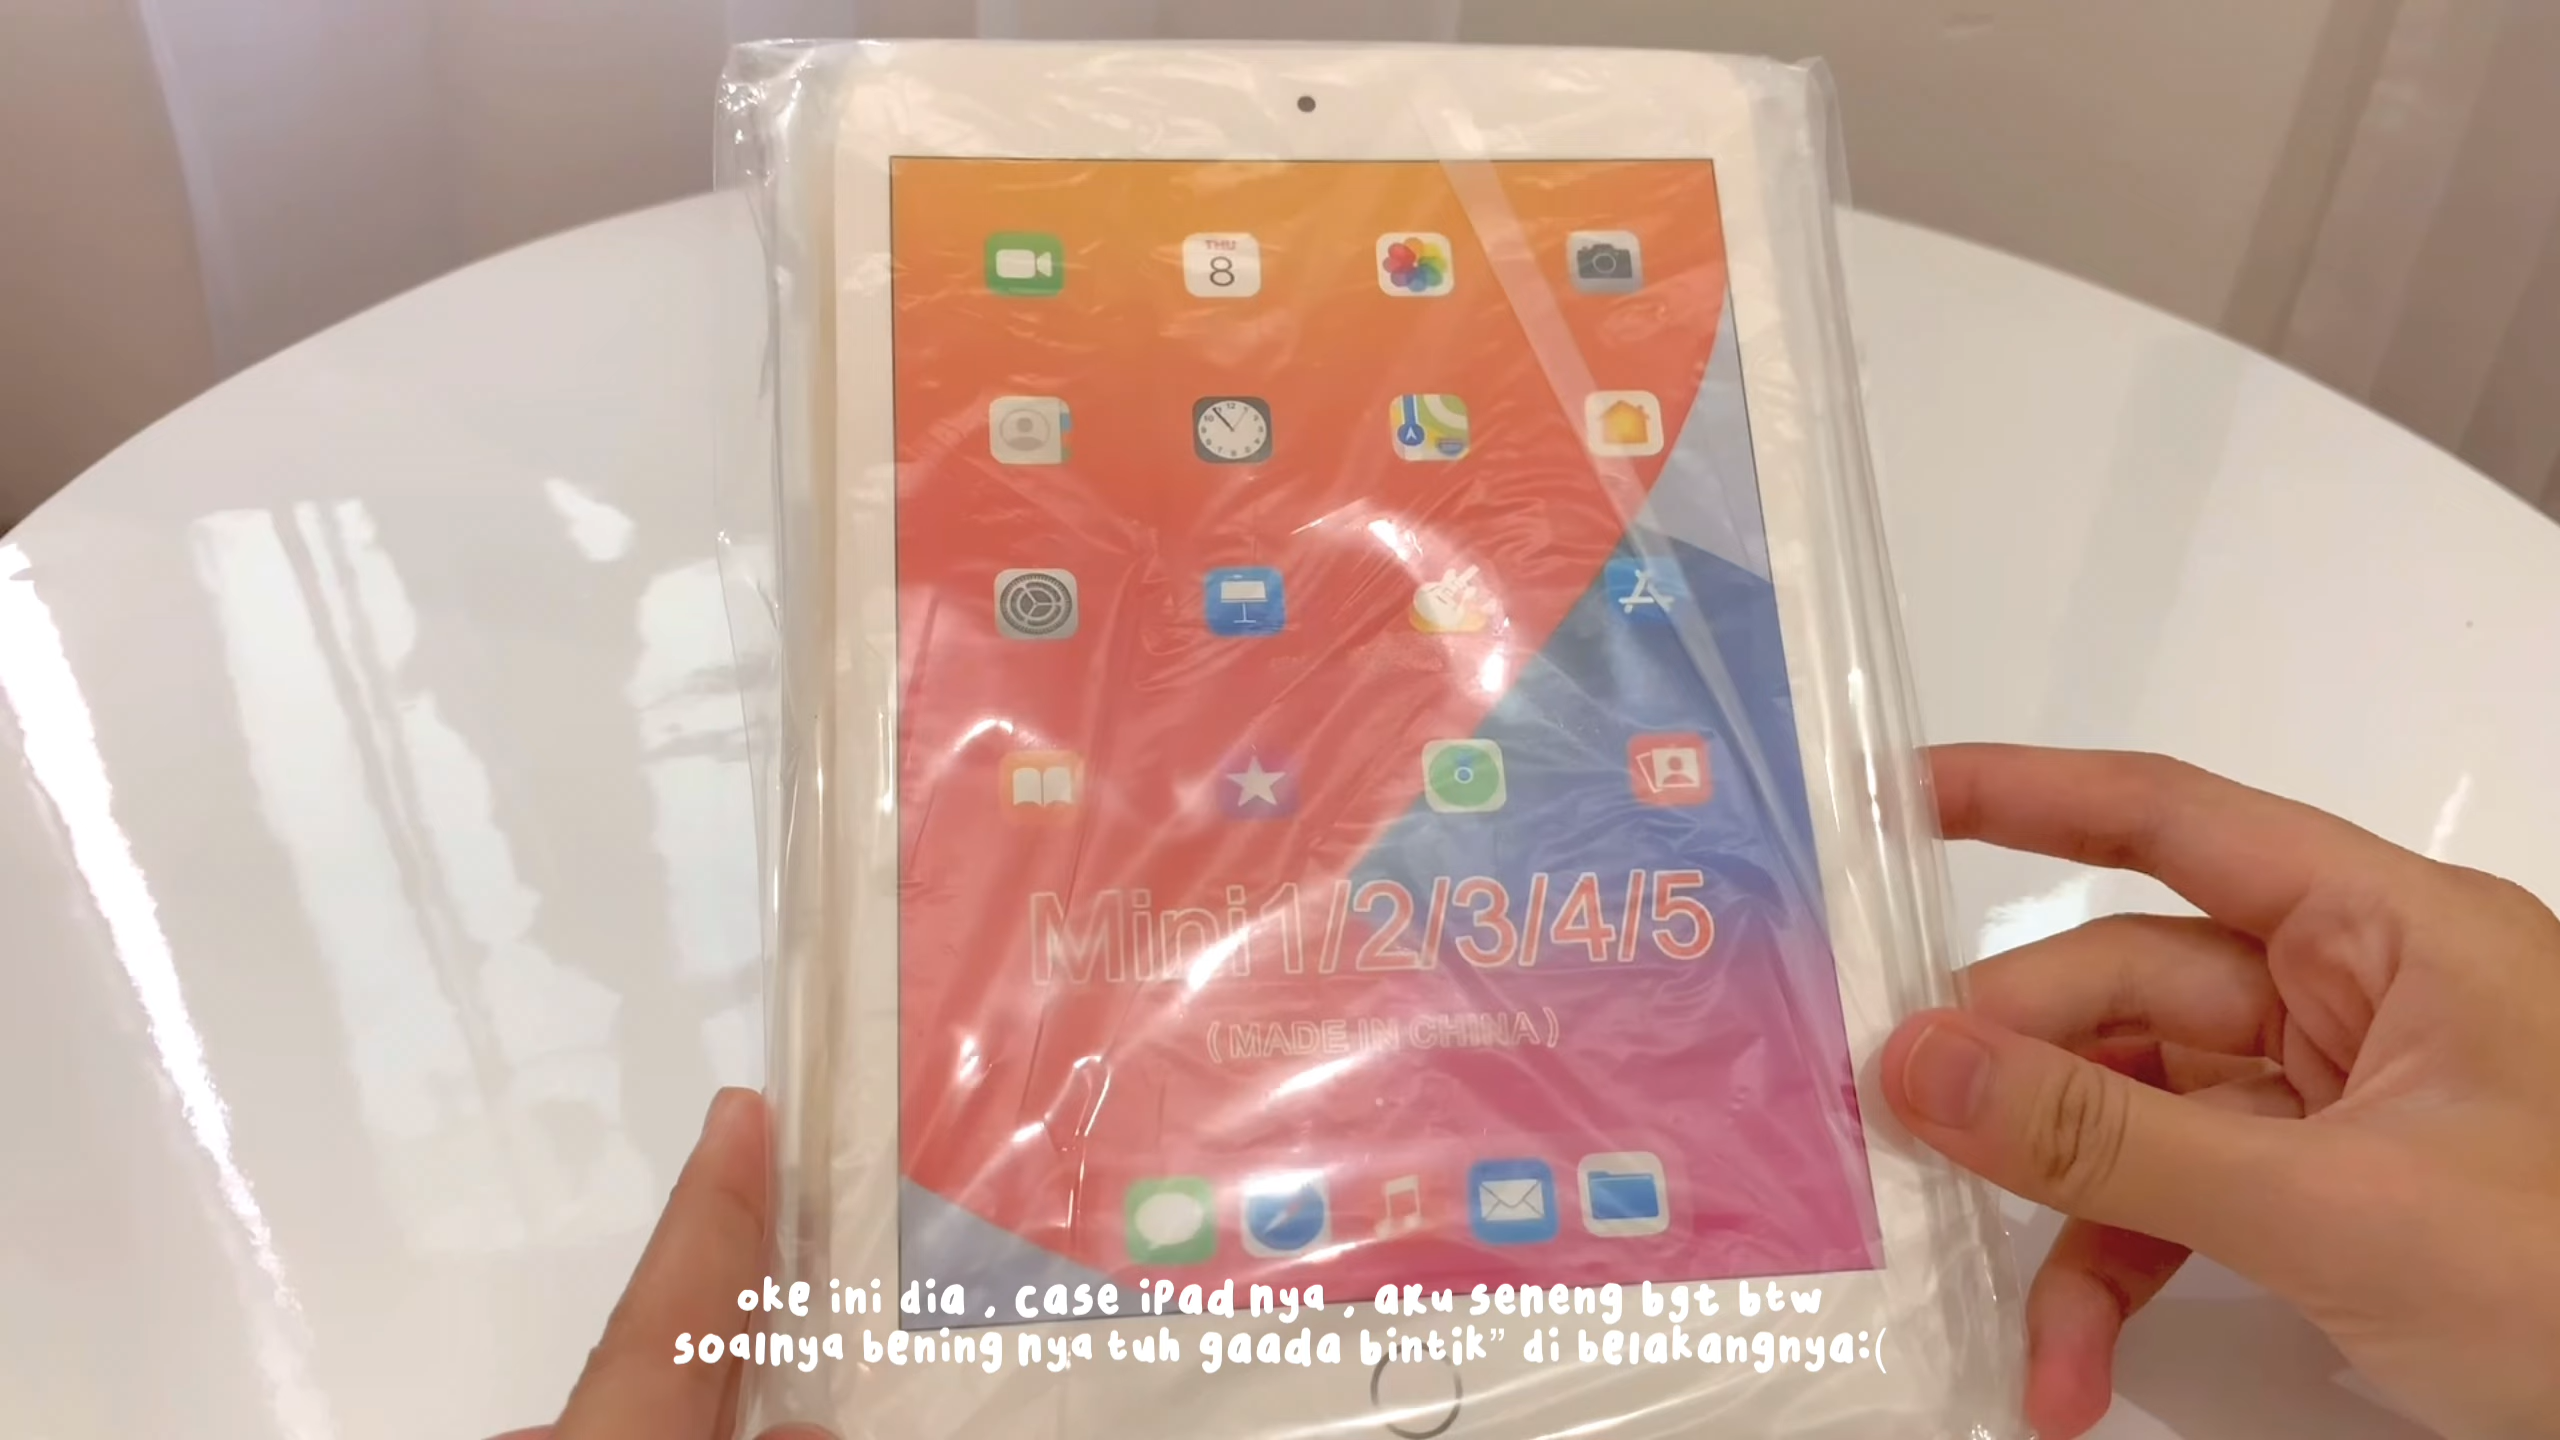 THU
8
Mini1/2/3/4/5
(MADE IN CHINA)
oke ini dia , case iPad nya , aku seneng bgt btw
soalnya bening nya tuh gaada bintik” di belakangnya:(